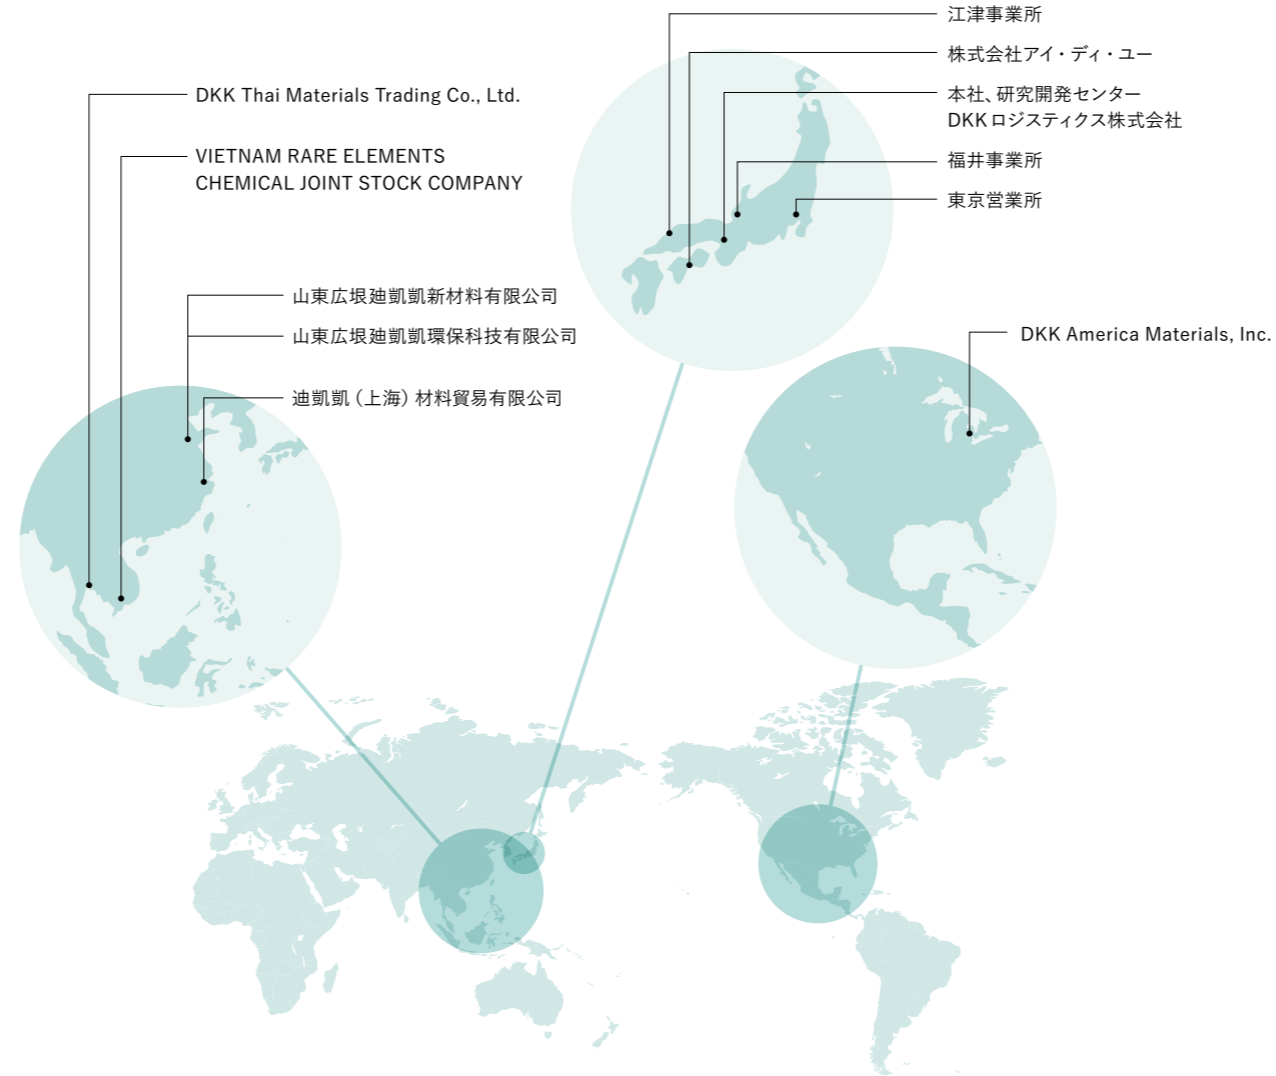 江津事業所
株式会社アイ・ディ・ユー
本社、研究開発センター
DKKロジスティクス株式会社
福井事業所
東京営業所
DKK Thai Materials Trading Co., Ltd.
VIETNAM RARE ELEMENTS
CHEMICAL JOINT STOCK COMPANY
山東広垠廸凱凱新材料有限公司
山東広垠廸凱凱環保科技有限公司
迪凱凱（上海）材料貿易有限公司
DKK America Materials, Inc.